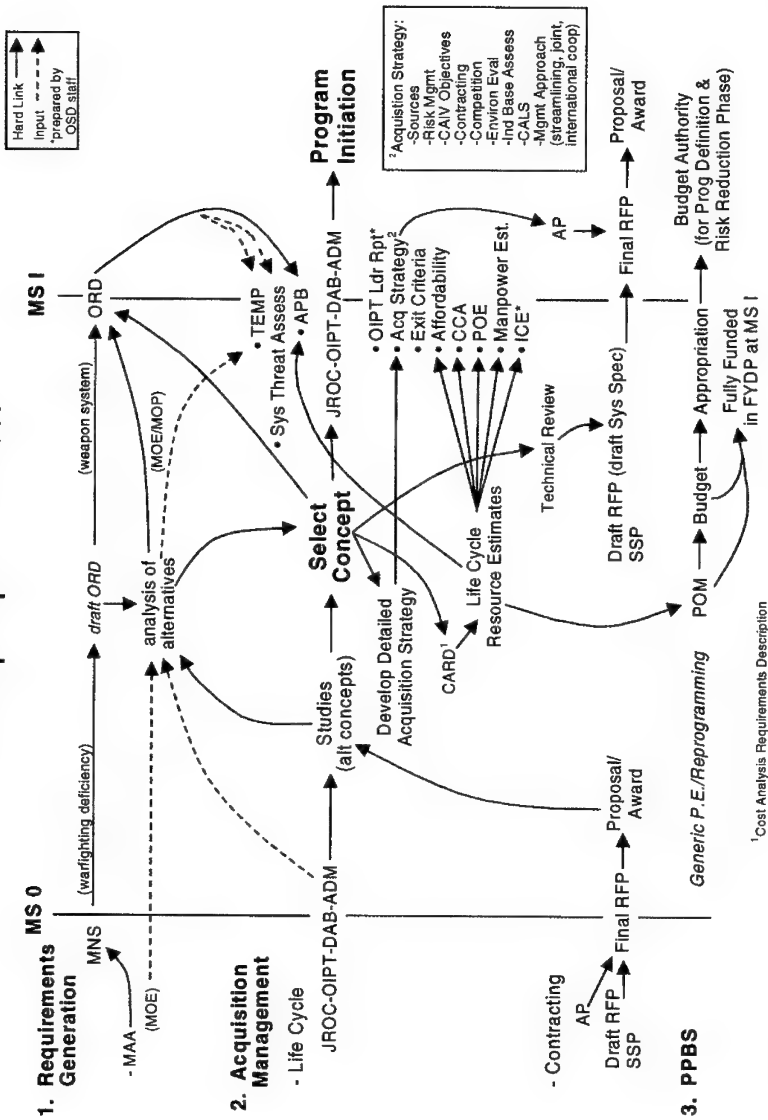 Hard Link
Input
*prepared by
OSD staff
MS 0
MS I
1. Requirements
Generation
- MAA
(MOE)
MNS
(warfighting deficiency)
draft ORD
(weapon system)
ORD
analysis of
alternatives
(MOE/MOP)
• TEMP
• Sys Threat Assess
• APB
2. Acquisition
Management
- Life Cycle
JROC-OIPT-DAB-ADM
Studies
(alt concepts)
Select
Concept
JROC-OIPT-DAB-ADM
Program
Initiation
Develop Detailed
Acquisition Strategy
CARD¹
Life Cycle
Resource Estimates
• OIPT Ldr Rpt*
• Acq Strategy²
• Exit Criteria
• Affordability
• CCA
• POE
• Manpower Est.
• ICE*
²Acquisition Strategy:
-Sources
-Risk Mgmt
-CAIV Objectives
-Contracting
-Competition
-Environ Eval
-Ind Base Assess
-CALS
-Mgmt Approach
(streamlining, joint,
international coop)
- Contracting
AP
Draft RFP
SSP
Final RFP
Proposal/
Award
Technical Review
Draft RFP (draft Sys Spec)
SSP
AP
Final RFP
Proposal/
Award
3. PPBS
Generic P.E./Reprogramming
POM
Budget
Appropriation
Budget Authority
(for Prog Definition &
Risk Reduction Phase)
Fully Funded
in FYDP at MS I
¹Cost Analysis Requirements Description